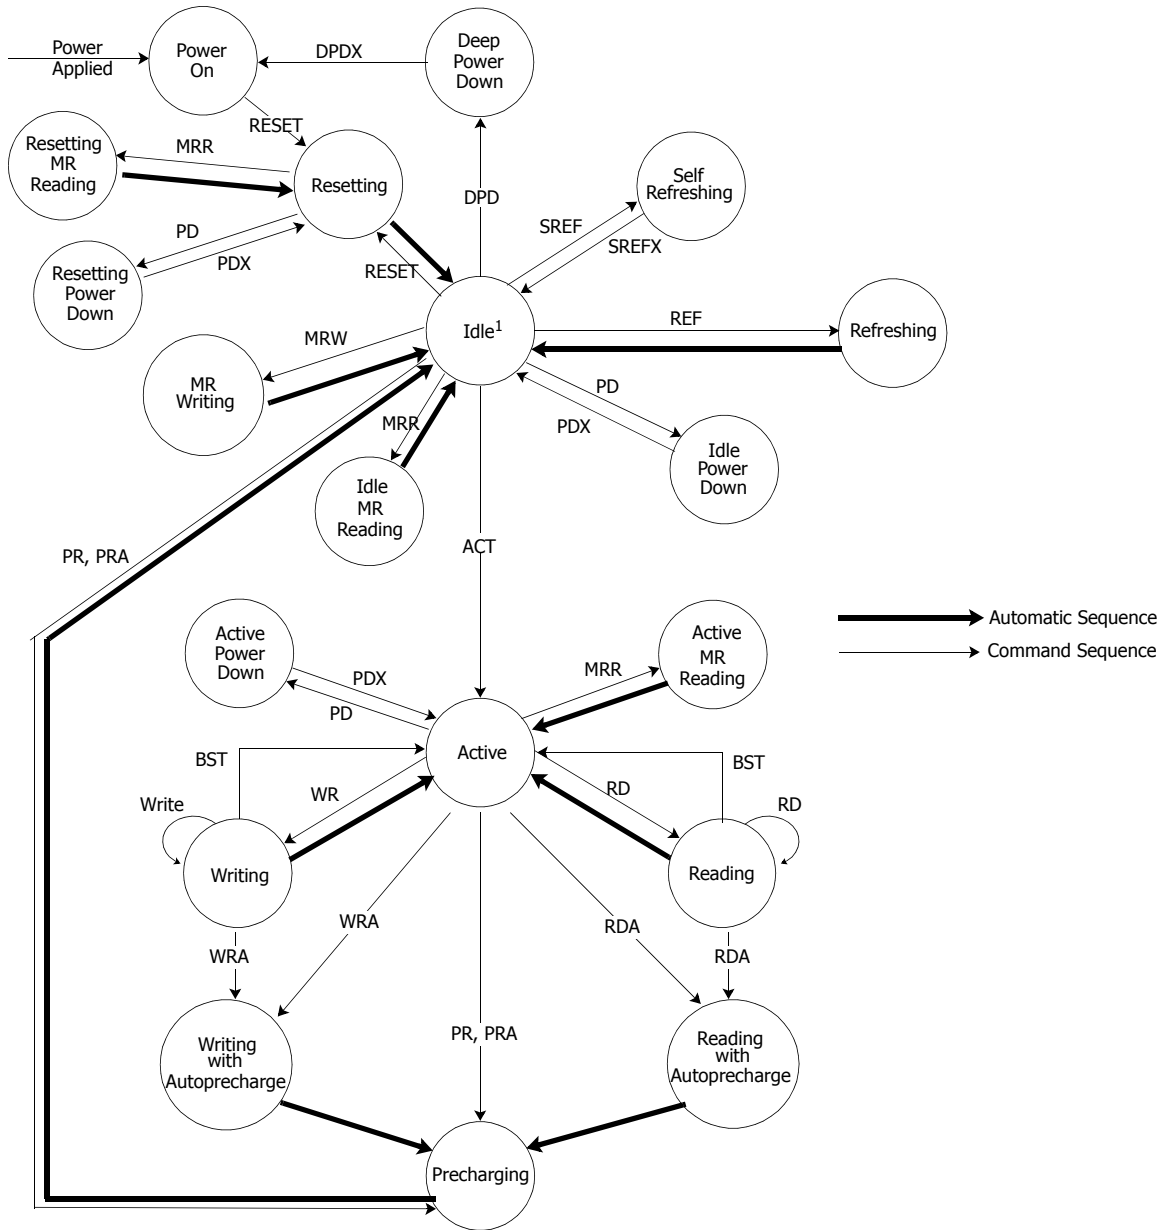 Power
Applied
Power
On
DPDX
Deep
Power
Down
RESET
Resetting
MR
Reading
MRR
Resetting
DPD
Self
Refreshing
SREF
SREFX
PD
PDX
Resetting
Power
Down
RESET
Idle1
REF
Refreshing
MRW
MR
Writing
PD
PDX
MRR
Idle
Power
Down
Idle
MR
Reading
PR, PRA
ACT
Automatic Sequence
Command Sequence
Active
Power
Down
PDX
PD
MRR
Active
MR
Reading
Active
BST
BST
WR
RD
Write
RD
Writing
Reading
WRA
WRA
RDA
RDA
PR, PRA
Writing
with
Autoprecharge
Reading
with
Autoprecharge
Precharging